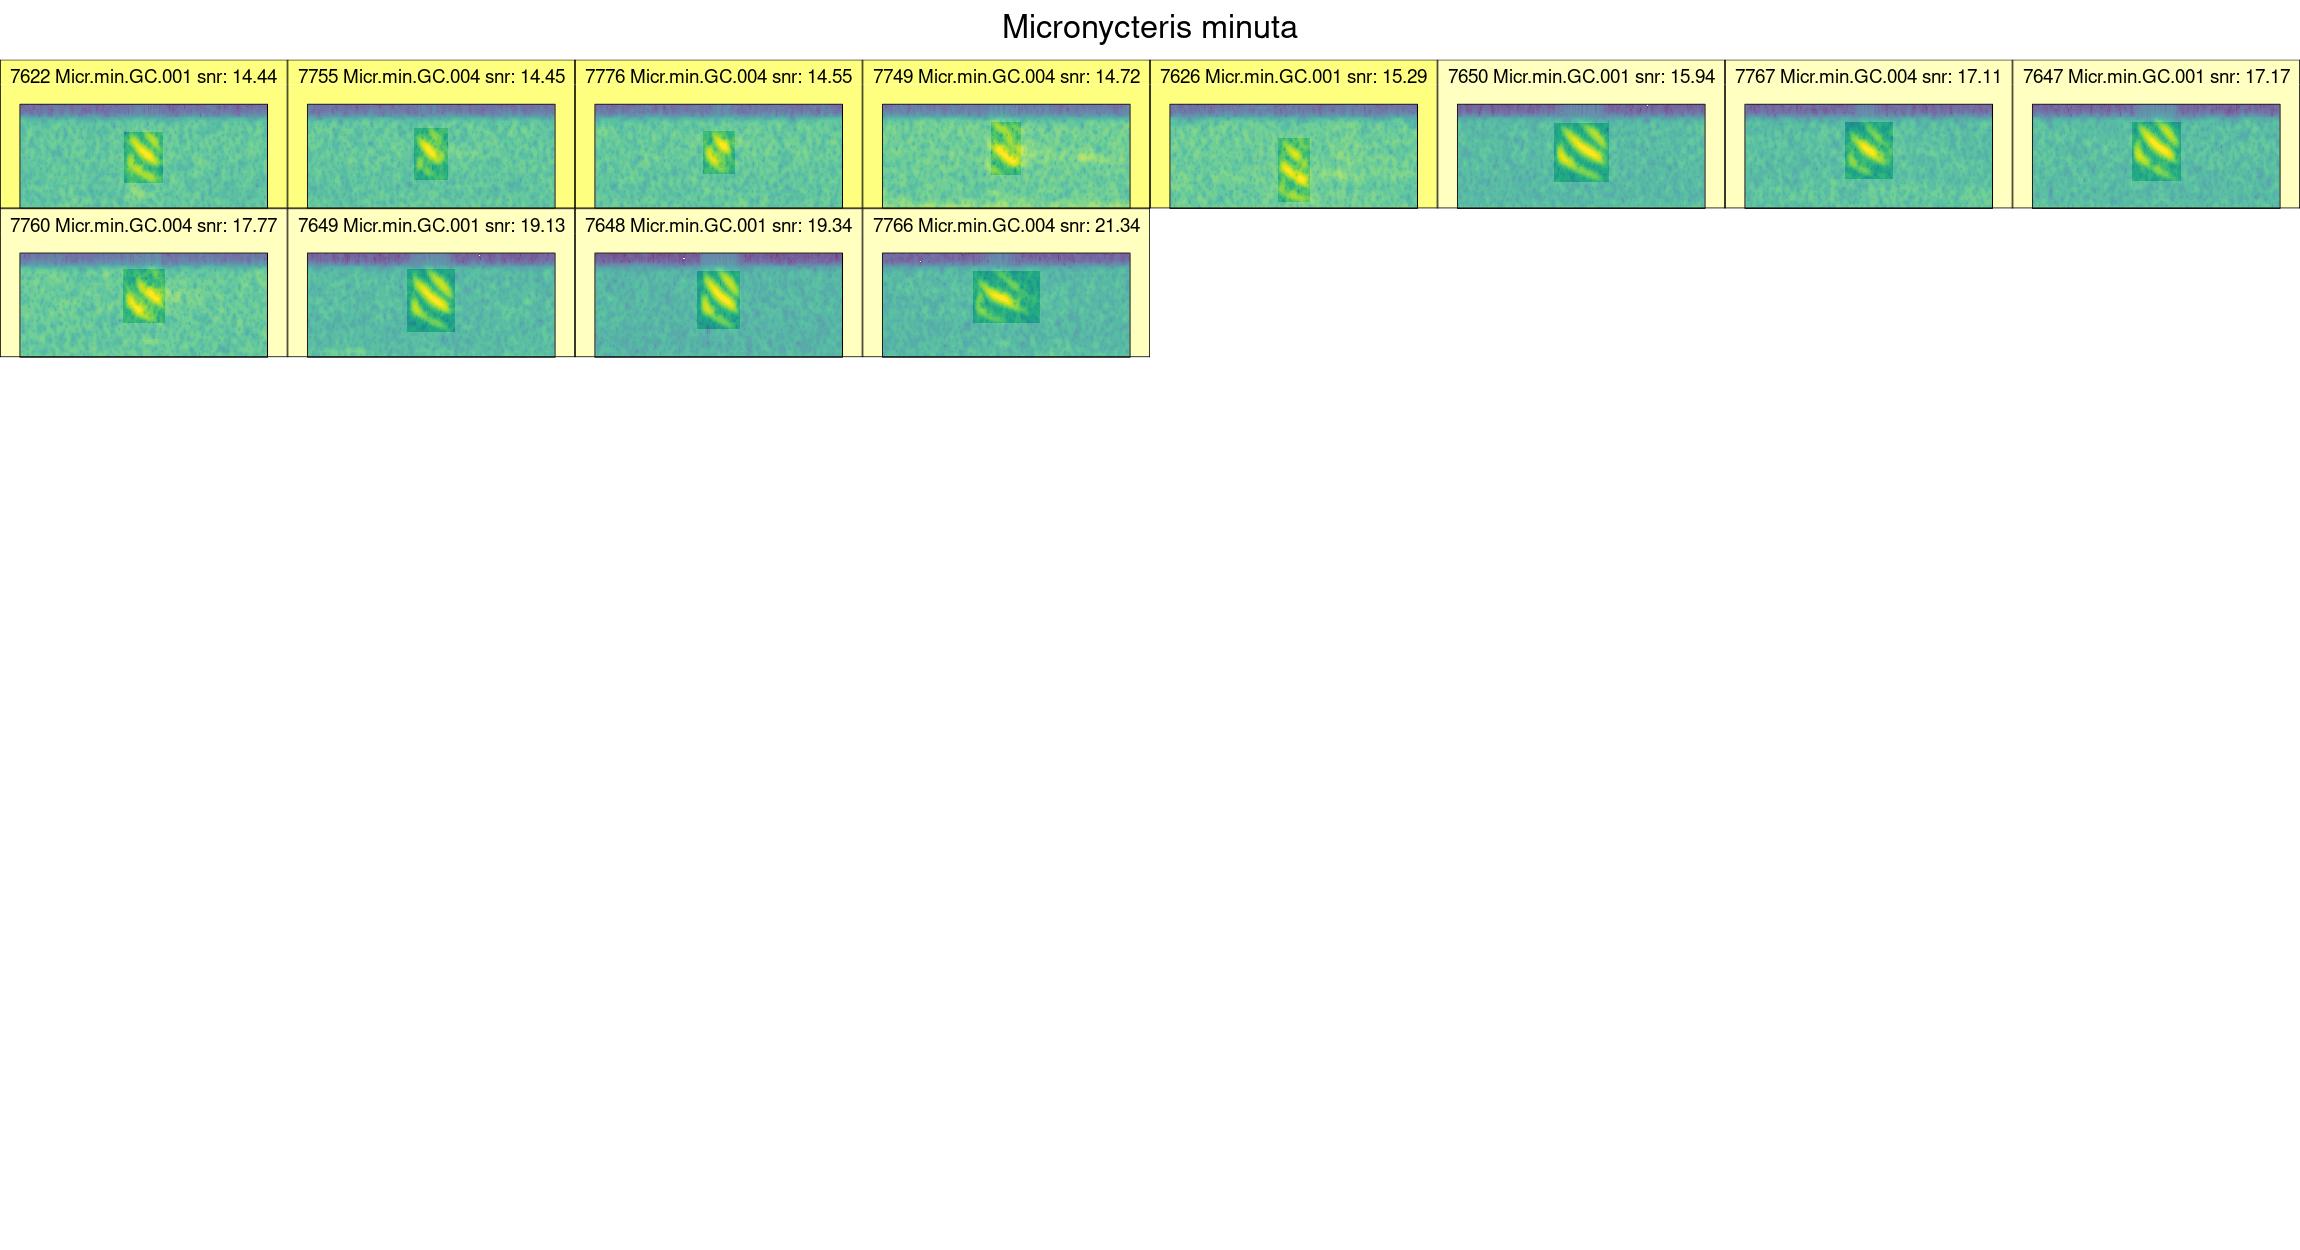 Micronycteris minuta
7622 Micr.min.GC.001 snr: 14.44
7755 Micr.min.GC.004 snr: 14.45
7776 Micr.min.GC.004 snr: 14.55
7749 Micr.min.GC.004 snr: 14.72
7626 Micr.min.GC.001 snr: 15.29
7650 Micr.min.GC.001 snr: 15.94
7767 Micr.min.GC.004 snr: 17.11
7647 Micr.min.GC.001 snr: 17.17
7760 Micr.min.GC.004 snr: 17.77
7649 Micr.min.GC.001 snr: 19.13
7648 Micr.min.GC.001 snr: 19.34
7766 Micr.min.GC.004 snr: 21.34